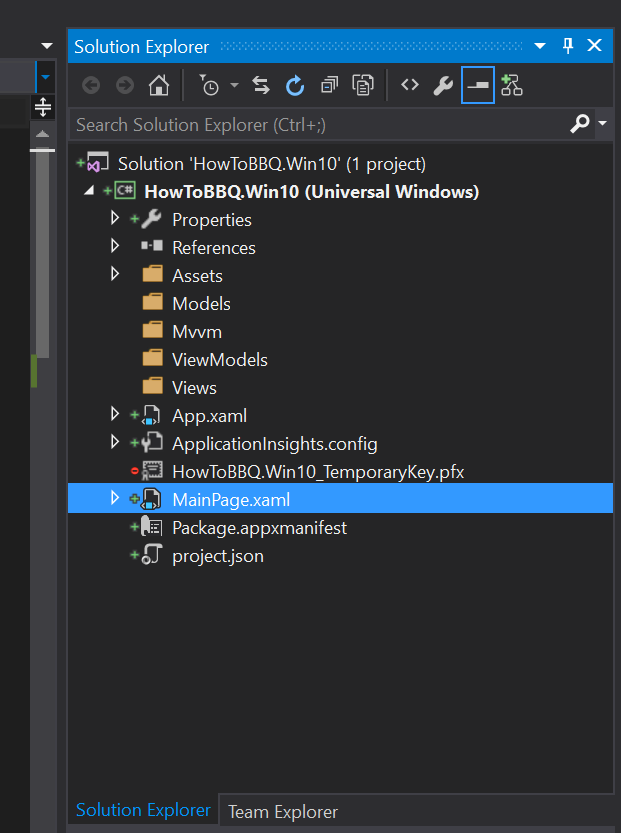 Solution Explorer
Search Solution Explorer (Ctrl+;)
Solution 'HowToBBQ.Win10' (1 project)
C# HowToBBQ.Win10 (Universal Windows)
Properties
References
Assets
Models
Mvvm
ViewModels
Views
App.xaml
ApplicationInsights.config
HowToBBQ.Win10_TemporaryKey.pfx
MainPage.xaml
Package.appxmanifest
project.json
Solution Explorer Team Explorer